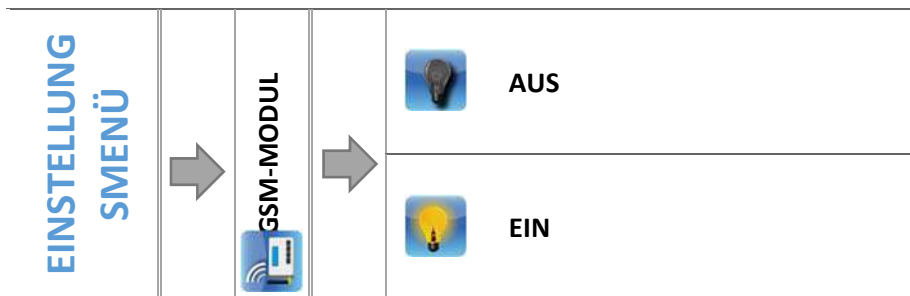 EINSTELLUNG
SMENÜ
GSM-MODUL
AUS
EIN